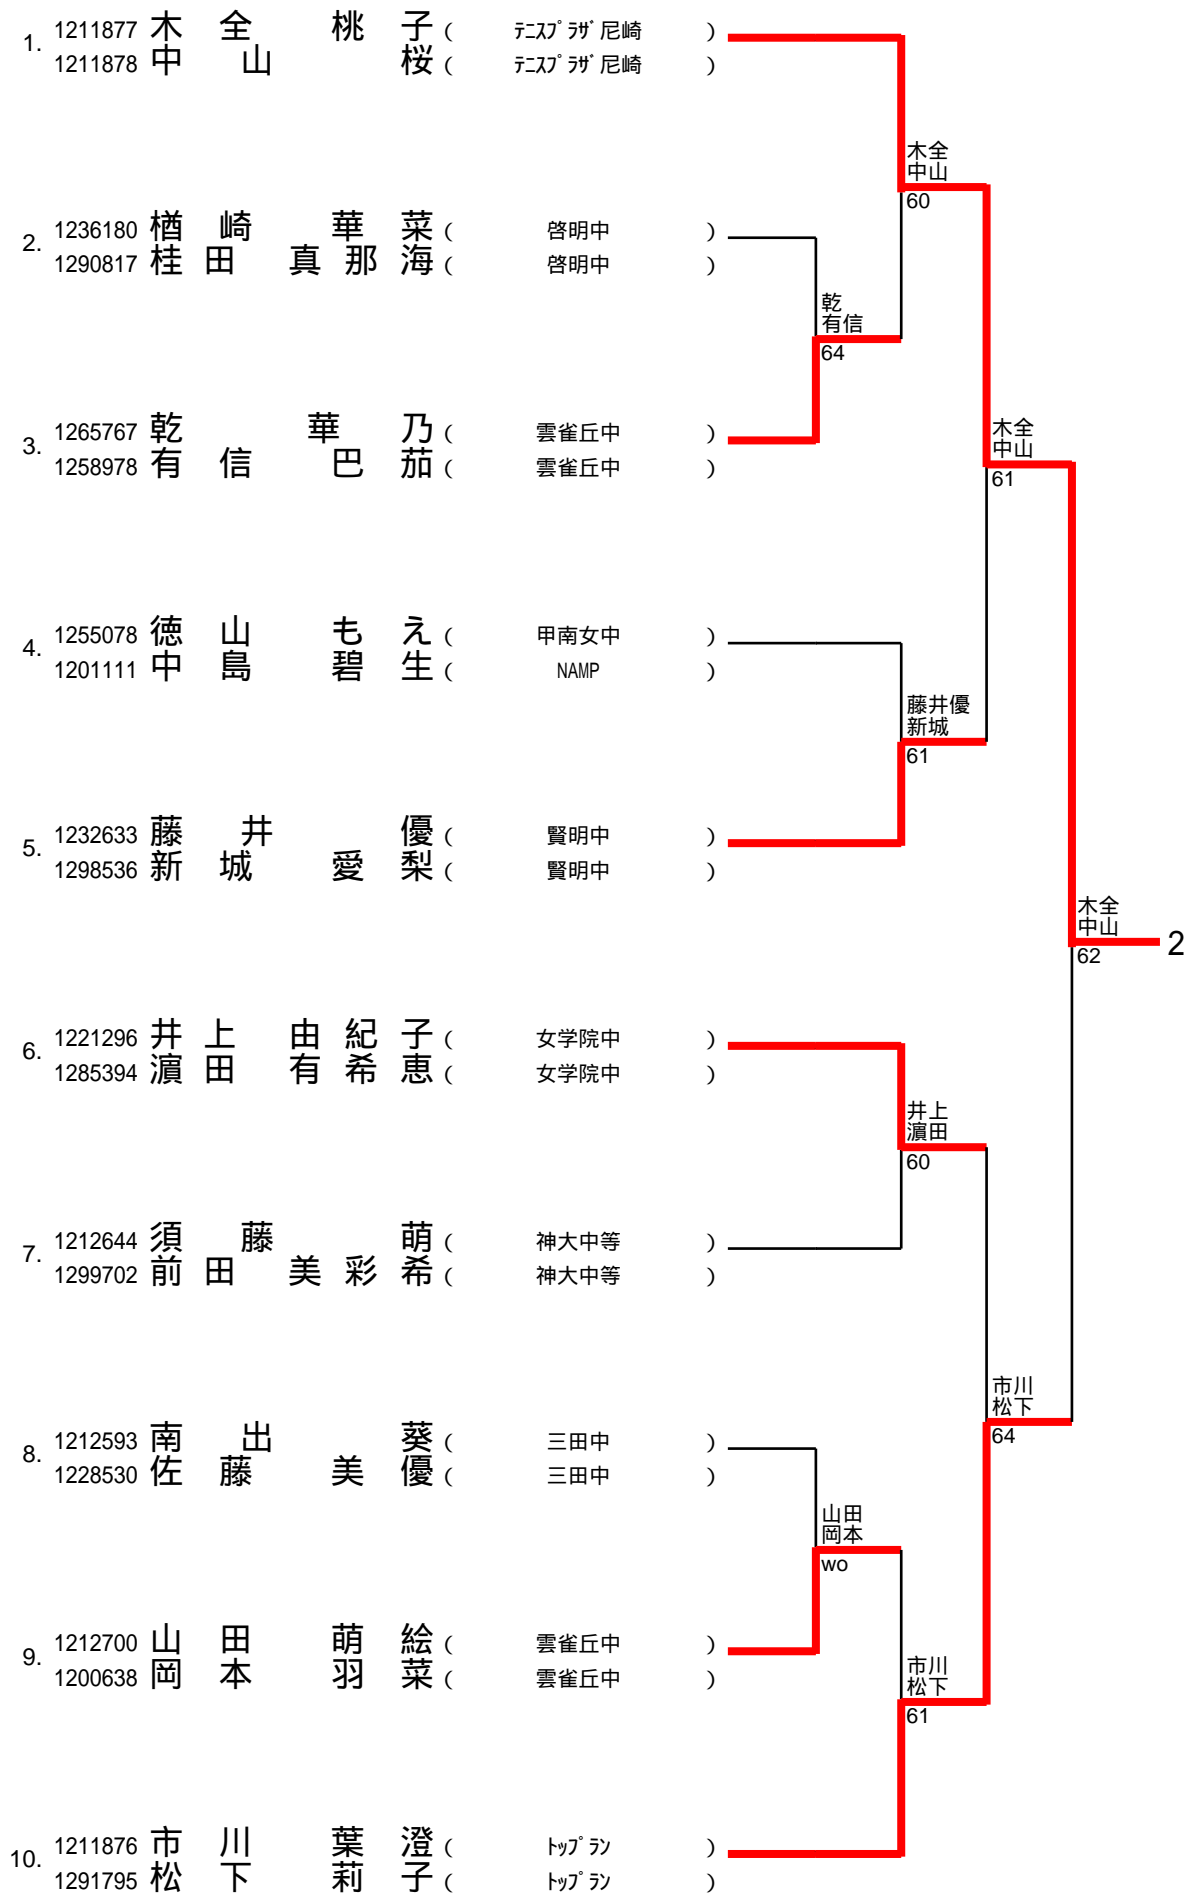 1. 1211877 木全 桃子 ( テニスプラザ尼崎 )
1211878 中山 桜 ( テニスプラザ尼崎 )
木全
中山
60
2. 1236180 楢崎 華菜 ( 啓明中 )
1290817 桂田 真那海 ( 啓明中 )
乾
有信
64
3. 1265767 乾 華乃 ( 雲雀丘中 )
1258978 有信 巴茄 ( 雲雀丘中 )
木全
中山
61
4. 1255078 徳山 もえ ( 甲南女中 )
1201111 中島 碧生 ( NAMP )
藤井優
新城
61
5. 1232633 藤井 優 ( 賢明中 )
1298536 新城 愛梨 ( 賢明中 )
木全
中山
62
2
6. 1221296 井上 由紀子 ( 女学院中 )
1285394 濵田 有希恵 ( 女学院中 )
井上
濵田
60
7. 1212644 須藤 萌 ( 神大中等 )
1299702 前田 美彩希 ( 神大中等 )
市川
松下
64
8. 1212593 南出 葵 ( 三田中 )
1228530 佐藤 美優 ( 三田中 )
山田
岡本
wo
9. 1212700 山田 萌絵 ( 雲雀丘中 )
1200638 岡本 羽菜 ( 雲雀丘中 )
市川
松下
61
10. 1211876 市川 葉澄 ( トップラン )
1291795 松下 莉子 ( トップラン )